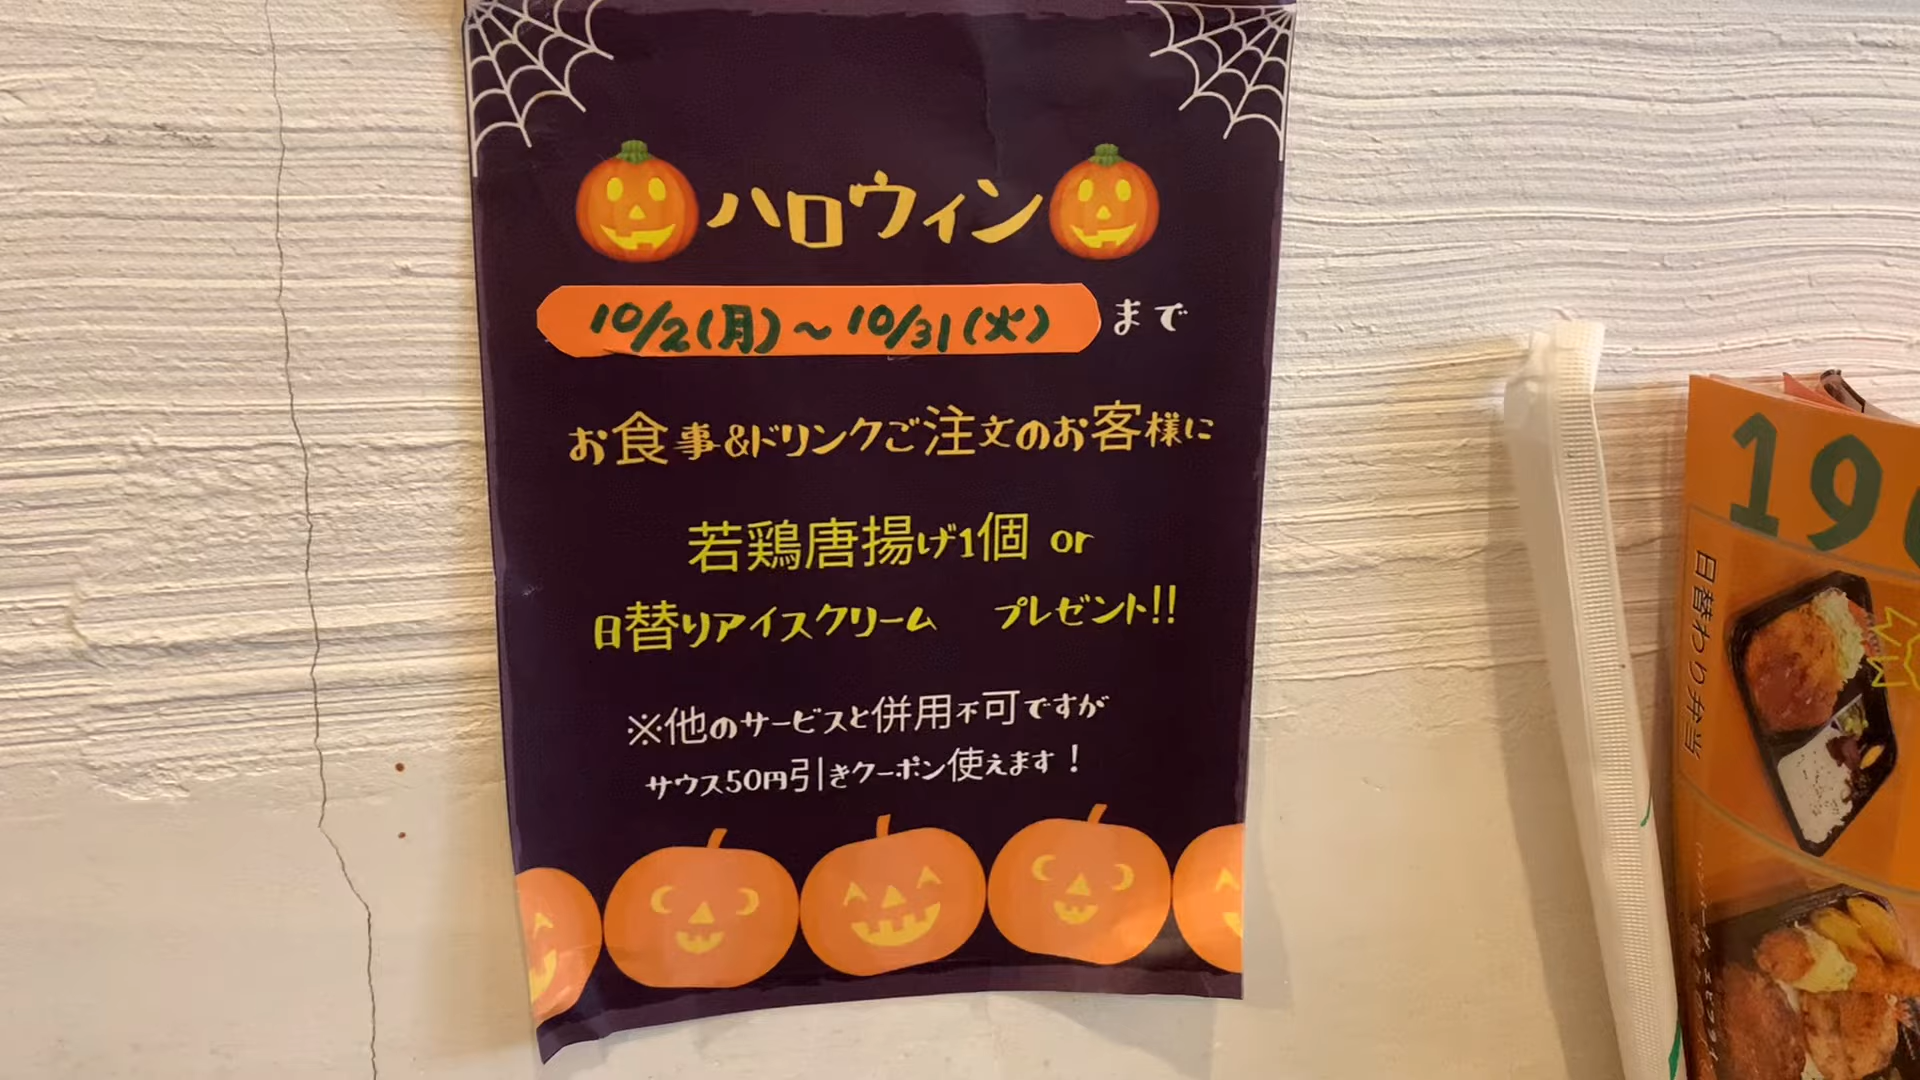 ハロウィン
10/2(月)～10/31(火)まで
お食事&ドリンクご注文のお客様に
若鶏唐揚げ1個 or
日替りアイスクリーム プレゼント!!
※他のサービスと併用不可ですが
サウス50円引きクーポン使えます！
19
日替わり弁当